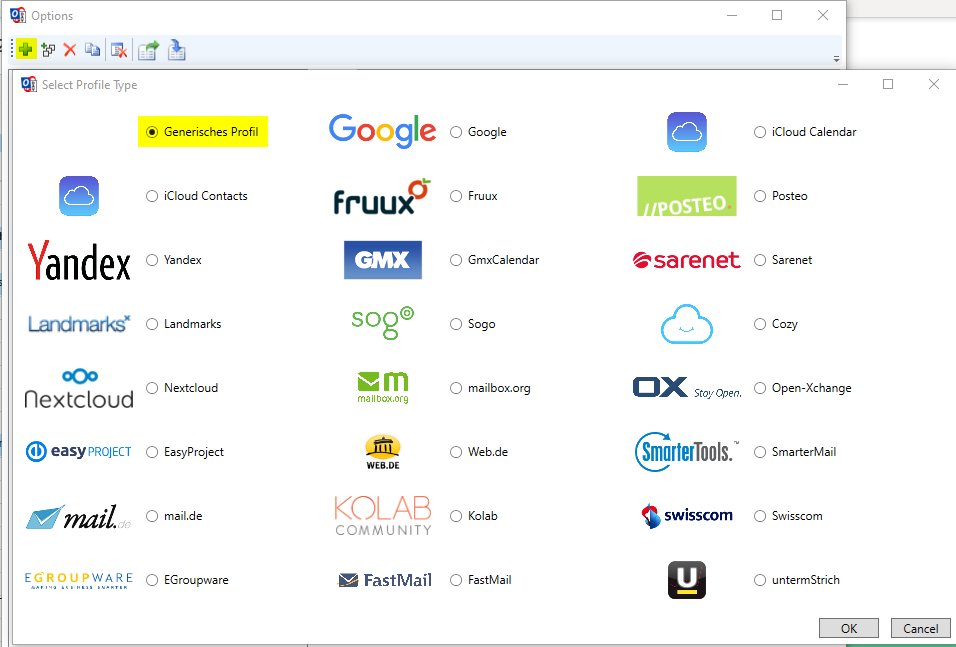 Options
Select Profile Type
Generisches Profil
Google
Google
iCloud Calendar
iCloud Contacts
fruux
Fruux
//POSTEO.
Posteo
Yandex
Yandex
GMX
GmxCalendar
sarenet
Sarenet
Landmarks
Landmarks
sogo
Sogo
Cozy
Nextcloud
Nextcloud
mailbox.org
mailbox.org
OX Stay Open.
Open-Xchange
easyPROJECT
EasyProject
WEB.DE
Web.de
SmarterTools.™
SmarterMail
mail.de
mail.de
KOLAB
COMMUNITY
Kolab
swisscom
Swisscom
EGROUPWARE
EGroupware
FastMail
FastMail
U
untermStrich
OK
Cancel